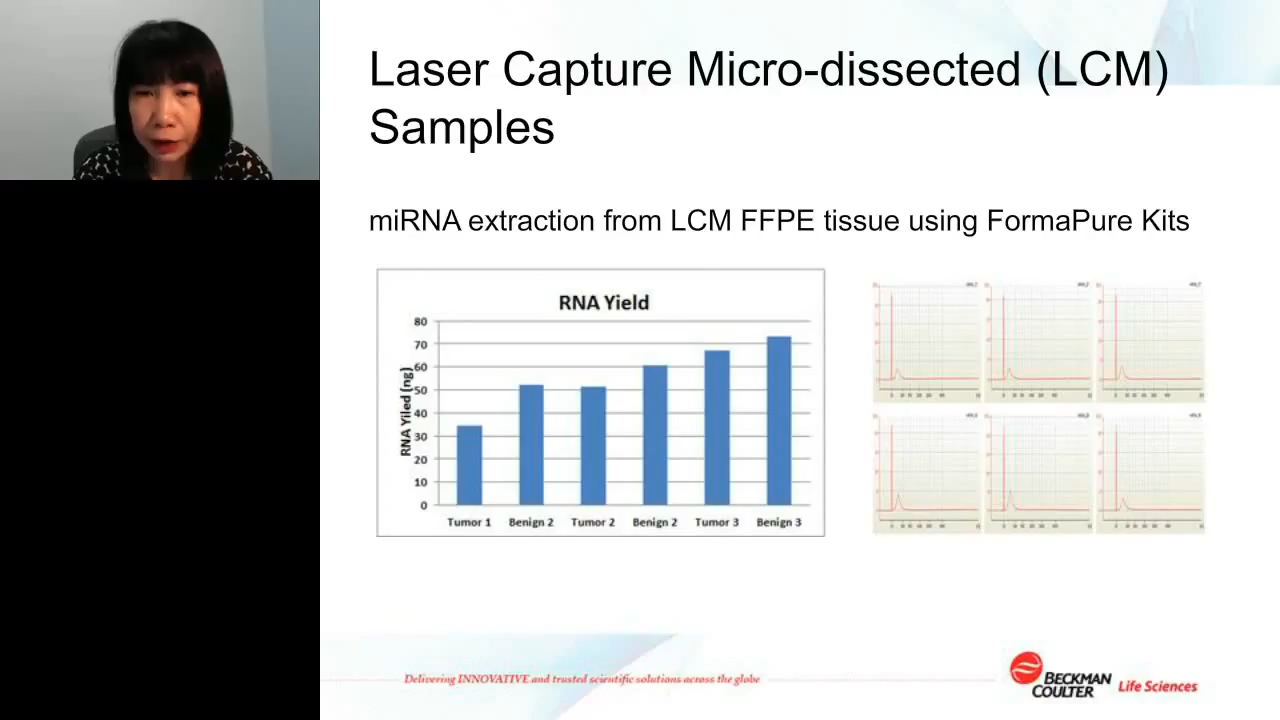 Laser Capture Micro-dissected (LCM)
Samples
miRNA extraction from LCM FFPE tissue using FormaPure Kits
RNA Yield
RNA Yiled (ng)
80
70
60
50
40
30
20
10
0
Tumor 1 Benign 2 Tumor 2 Benign 2 Tumor 3 Benign 3
Delivering INNOVATIVE and trusted scientific solutions across the globe
BECKMAN
COULTER Life Sciences